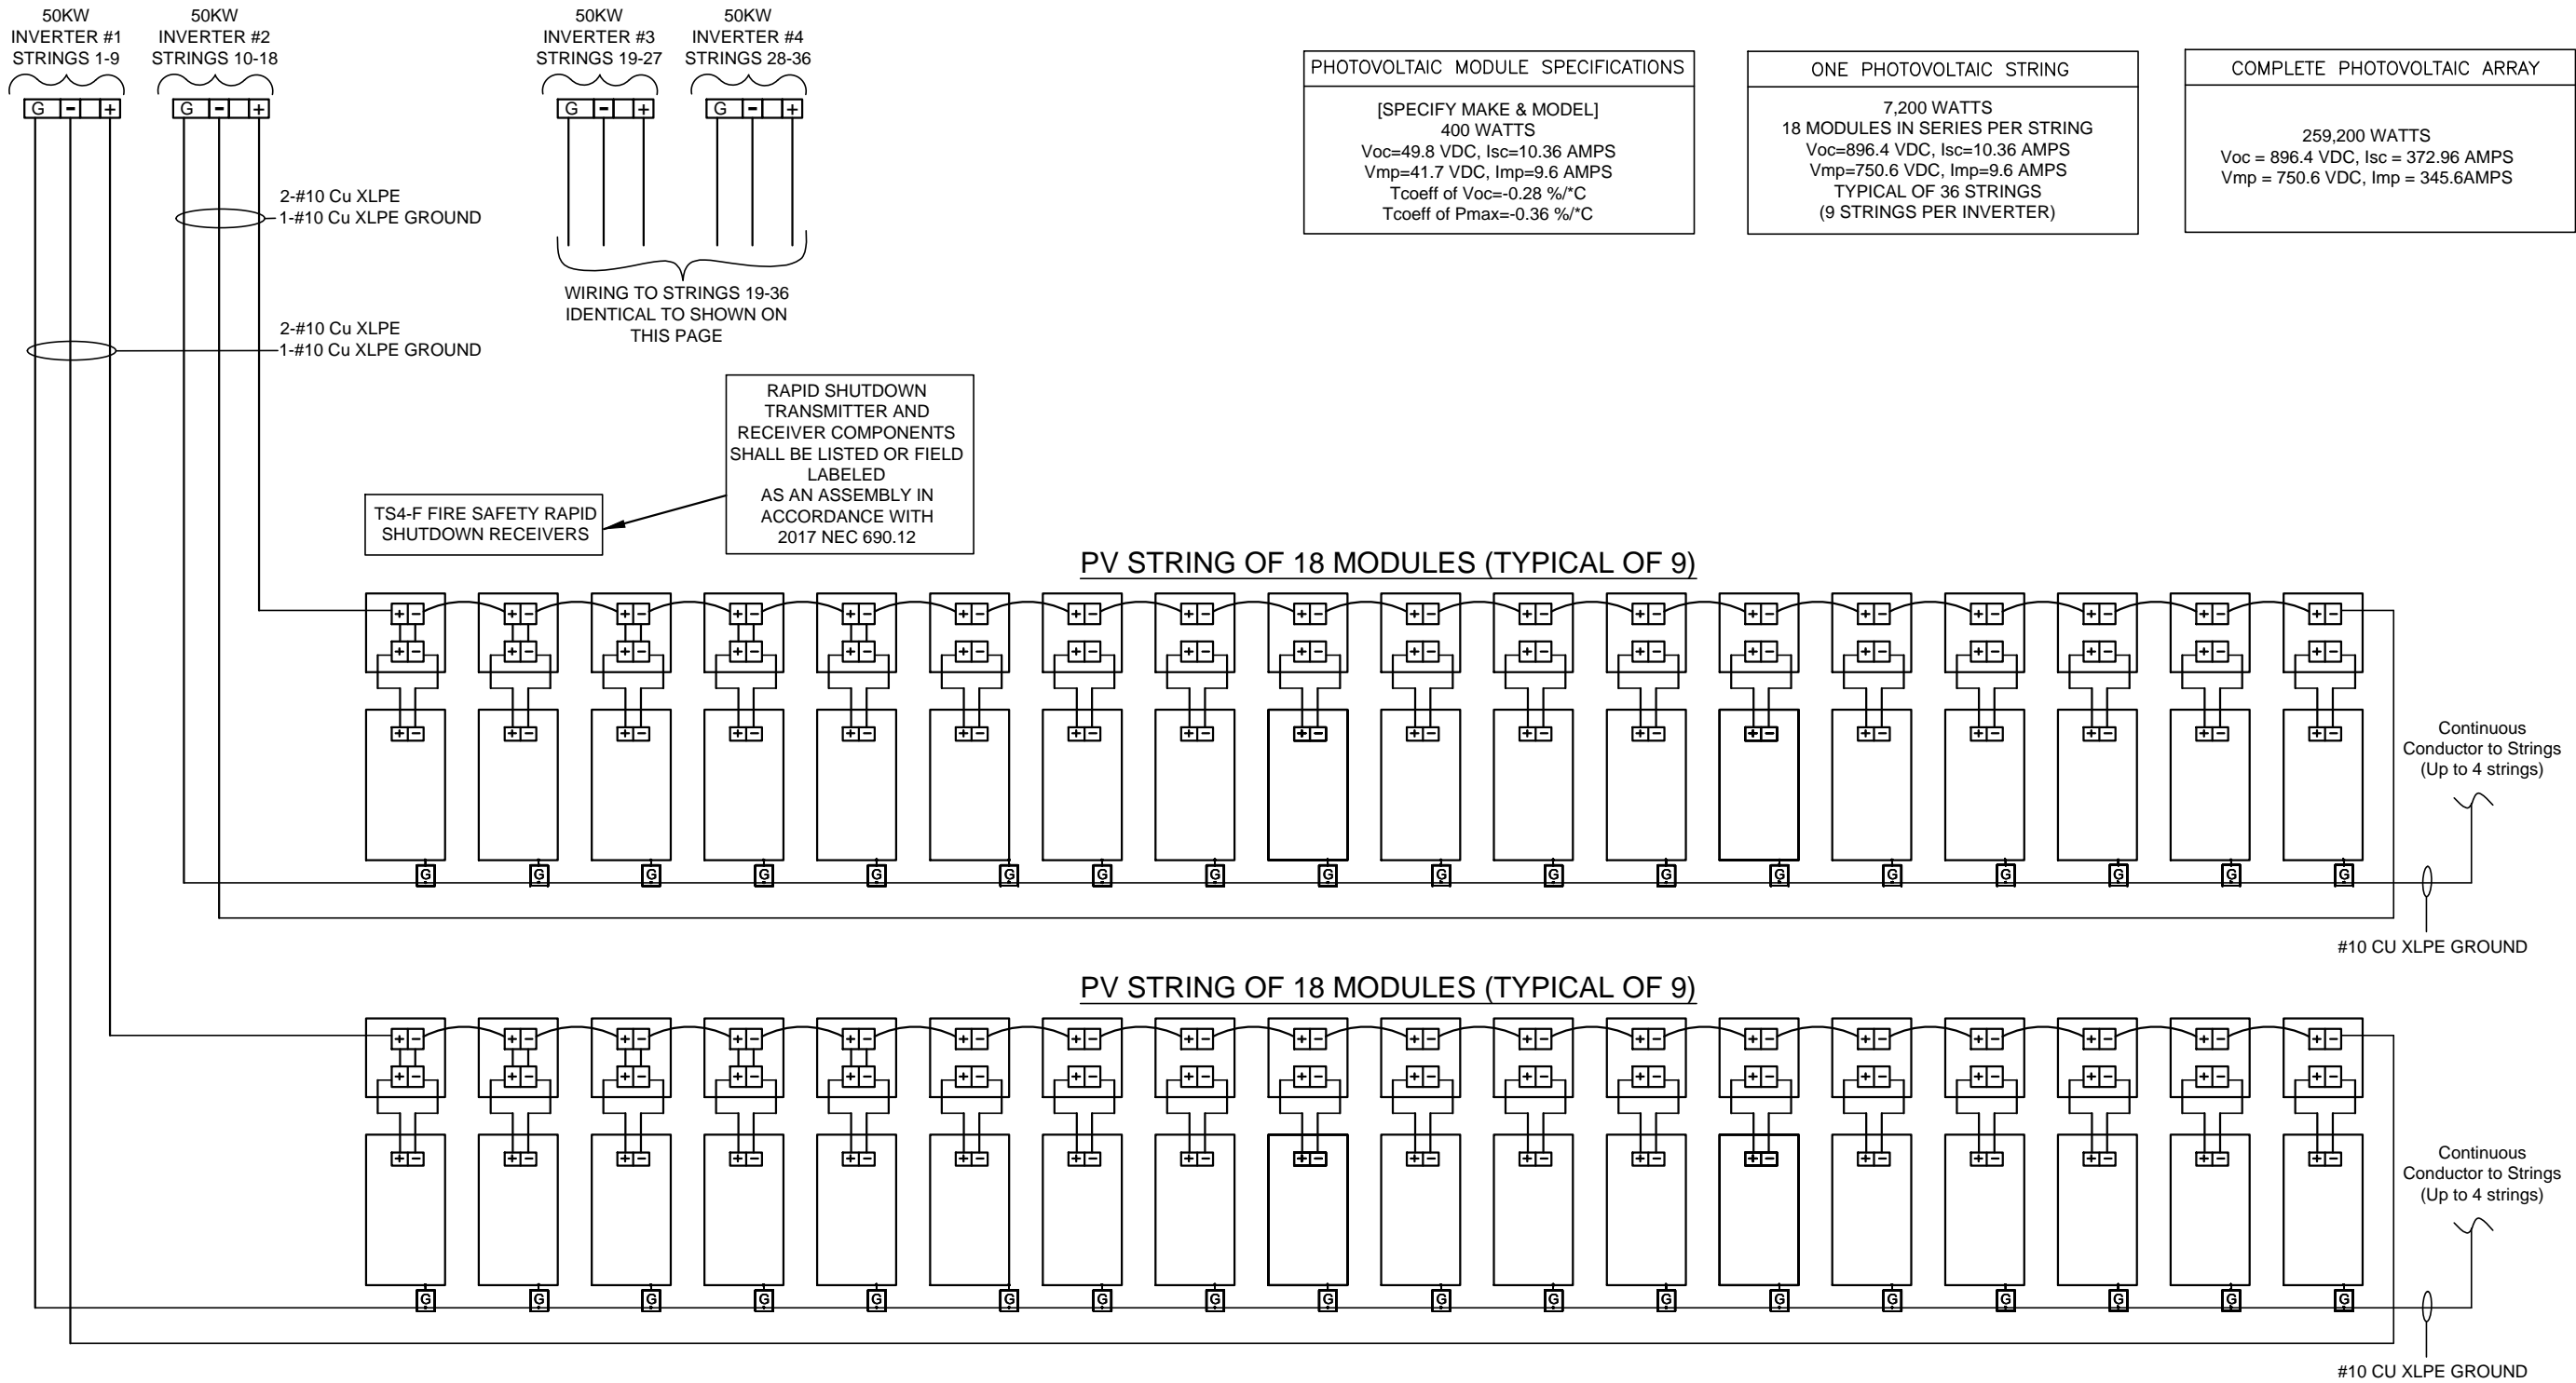 50KW
INVERTER #1
STRINGS 1-9
50KW
INVERTER #2
STRINGS 10-18
50KW
INVERTER #3
STRINGS 19-27
50KW
INVERTER #4
STRINGS 28-36
G - +
G - +
G - +
G - +
2-#10 Cu XLPE
1-#10 Cu XLPE GROUND
2-#10 Cu XLPE
1-#10 Cu XLPE GROUND
WIRING TO STRINGS 19-36
IDENTICAL TO SHOWN ON
THIS PAGE
PHOTOVOLTAIC MODULE SPECIFICATIONS
[SPECIFY MAKE & MODEL]
400 WATTS
Voc=49.8 VDC, Isc=10.36 AMPS
Vmp=41.7 VDC, Imp=9.6 AMPS
Tcoeff of Voc=-0.28 %/*C
Tcoeff of Pmax=-0.36 %/*C
ONE PHOTOVOLTAIC STRING
7,200 WATTS
18 MODULES IN SERIES PER STRING
Voc=896.4 VDC, Isc=10.36 AMPS
Vmp=750.6 VDC, Imp=9.6 AMPS
TYPICAL OF 36 STRINGS
(9 STRINGS PER INVERTER)
COMPLETE PHOTOVOLTAIC ARRAY
259,200 WATTS
Voc = 896.4 VDC, Isc = 372.96 AMPS
Vmp = 750.6 VDC, Imp = 345.6AMPS
RAPID SHUTDOWN
TRANSMITTER AND
RECEIVER COMPONENTS
SHALL BE LISTED OR FIELD
LABELED
AS AN ASSEMBLY IN
ACCORDANCE WITH
2017 NEC 690.12
TS4-F FIRE SAFETY RAPID
SHUTDOWN RECEIVERS
PV STRING OF 18 MODULES (TYPICAL OF 9)
+ - + - + - + - + - + - + - + - + - + - + - + - + - + - + - + - + - + -
+ - + - + - + - + - + - + - + - + - + - + - + - + - + - + - + - + - + -
+ - + - + - + - + - + - + - + - + - + - + - + - + - + - + - + - + - + -
Continuous
Conductor to Strings
(Up to 4 strings)
G G G G G G G G G G G G G G G G G G
#10 CU XLPE GROUND
PV STRING OF 18 MODULES (TYPICAL OF 9)
+ - + - + - + - + - + - + - + - + - + - + - + - + - + - + - + - + - + -
+ - + - + - + - + - + - + - + - + - + - + - + - + - + - + - + - + - + -
+ - + - + - + - + - + - + - + - + - + - + - + - + - + - + - + - + - + -
Continuous
Conductor to Strings
(Up to 4 strings)
G G G G G G G G G G G G G G G G G G
#10 CU XLPE GROUND